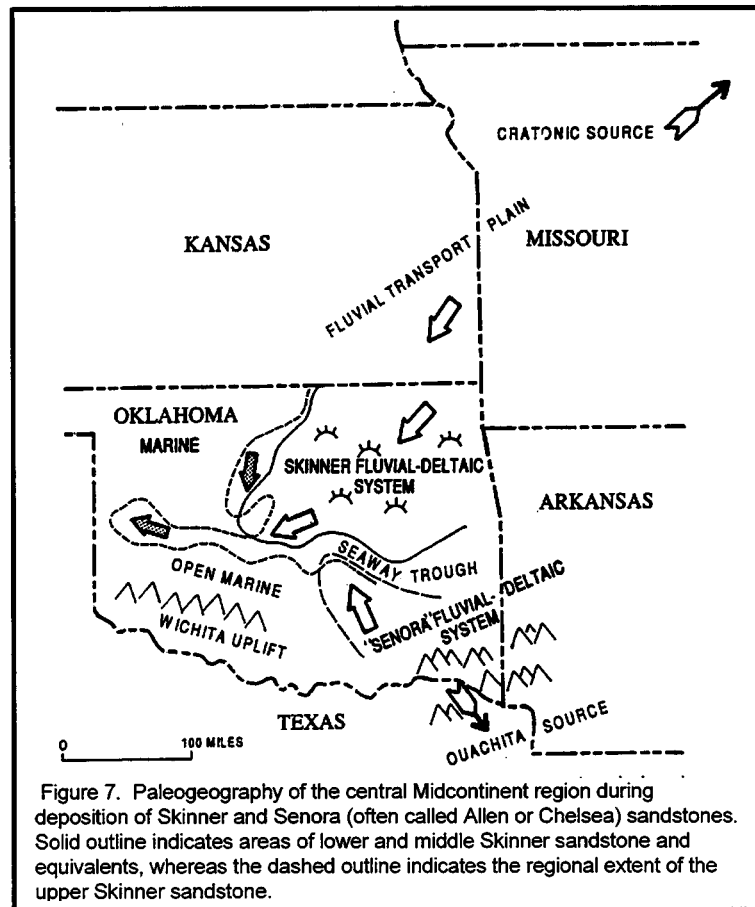 CRATONIC SOURCE
KANSAS
MISSOURI
FLUVIAL TRANSPORT PLAIN
OKLAHOMA
MARINE
SKINNER FLUVIAL-DELTAIC
SYSTEM
ARKANSAS
SEAWAY TROUGH
OPEN MARINE
"SENORA" FLUVIAL-DELTAIC
SYSTEM
WICHITA UPLIFT
TEXAS
OUACHITA SOURCE
0 100 MILES
Figure 7. Paleogeography of the central Midcontinent region during
deposition of Skinner and Senora (often called Allen or Chelsea) sandstones.
Solid outline indicates areas of lower and middle Skinner sandstone and
equivalents, whereas the dashed outline indicates the regional extent of the
upper Skinner sandstone.